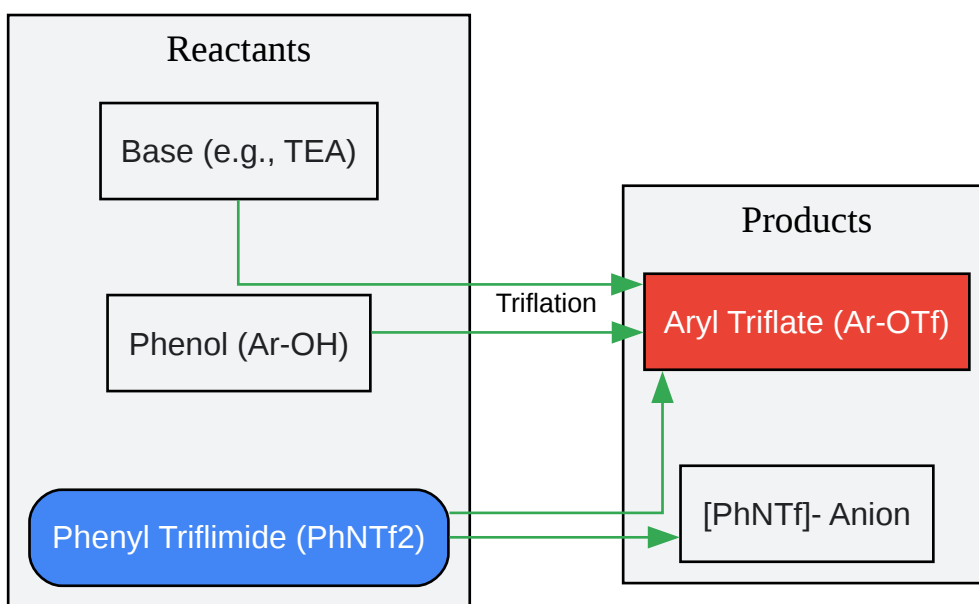 Reactants
Base (e.g., TEA)
Phenol (Ar-OH)
Phenyl Triflimide (PhNTf2)
Triflation
Products
Aryl Triflate (Ar-OTf)
[PhNTf]- Anion